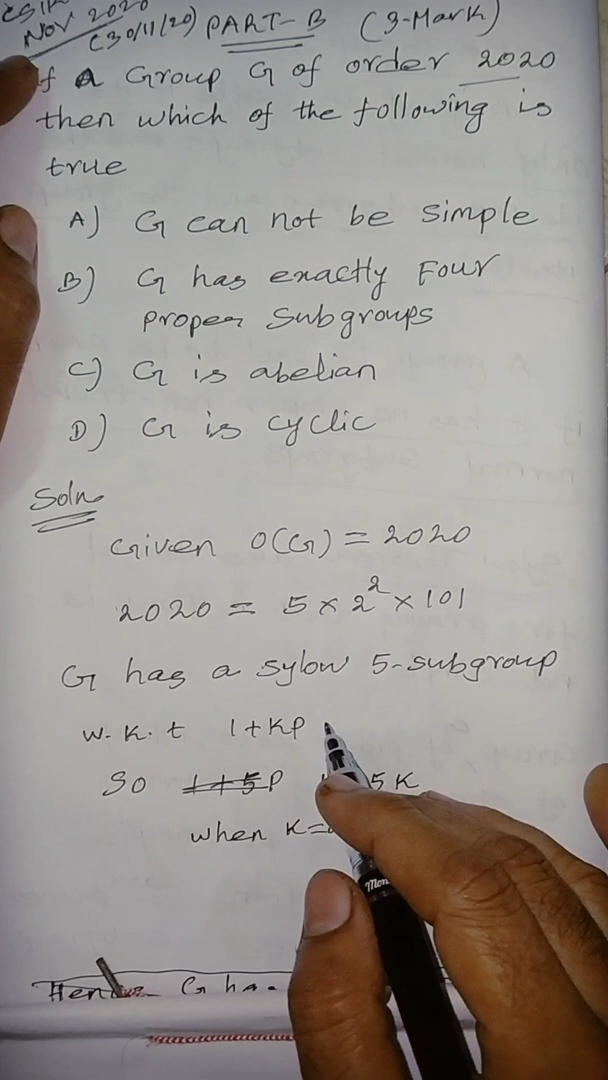 NOV 2020
(30/11/20) PART-B (3-Mark)
If a Group G of order 2020
then which of the following is
true
A) G can not be simple
B) G has exactly Four
proper Subgroups
C) G is abelian
D) G is cyclic
Soln
Given O(G) = 2020
2020 = 5 × 2² × 101
G has a sylow 5-subgroup
w.k.t 1+kp
So 1+5P 5K
when K=
Hence G ha
Mon